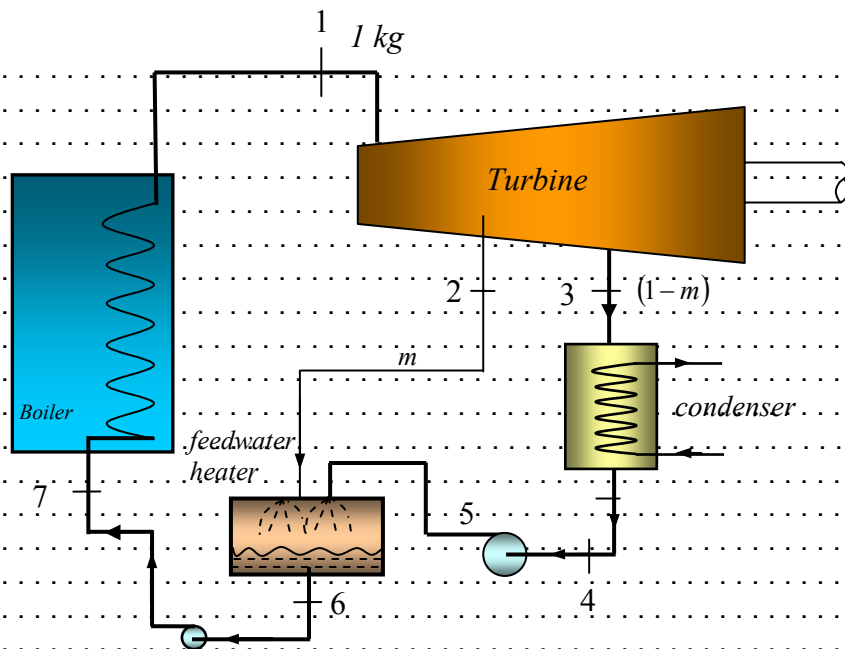 1
1 kg
Turbine
2
3
(1-m)
m
Boiler
condenser
feedwater
heater
7
5
6
4